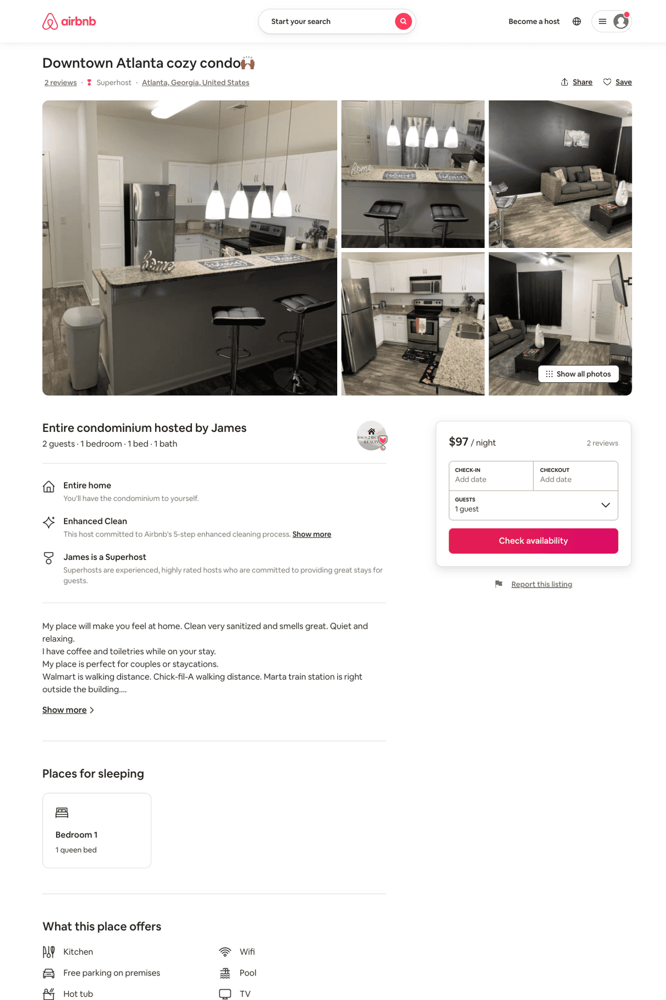 airbnb
Start your search
Become a host
Downtown Atlanta cozy condo🙌🏾
2 reviews · Superhost · Atlanta, Georgia, United States
Share
Save
home
blessed
home
blessed
blessed
Show all photos
Entire condominium hosted by James
2 guests · 1 bedroom · 1 bed · 1 bath
REALTY
$97 / night
2 reviews
CHECK-IN
Add date
CHECKOUT
Add date
GUESTS
1 guest
Check availability
Report this listing
Entire home
You'll have the condominium to yourself.
Enhanced Clean
This host committed to Airbnb's 5-step enhanced cleaning process. Show more
James is a Superhost
Superhosts are experienced, highly rated hosts who are committed to providing great stays for
guests.
My place will make you feel at home. Clean very sanitized and smells great. Quiet and
relaxing.
I have coffee and toiletries while on your stay.
My place is perfect for couples or staycations.
Walmart is walking distance. Chick-fil-A walking distance. Marta train station is right
outside the building....
Show more
Places for sleeping
Bedroom 1
1 queen bed
What this place offers
Kitchen
Wifi
Free parking on premises
Pool
Hot tub
TV